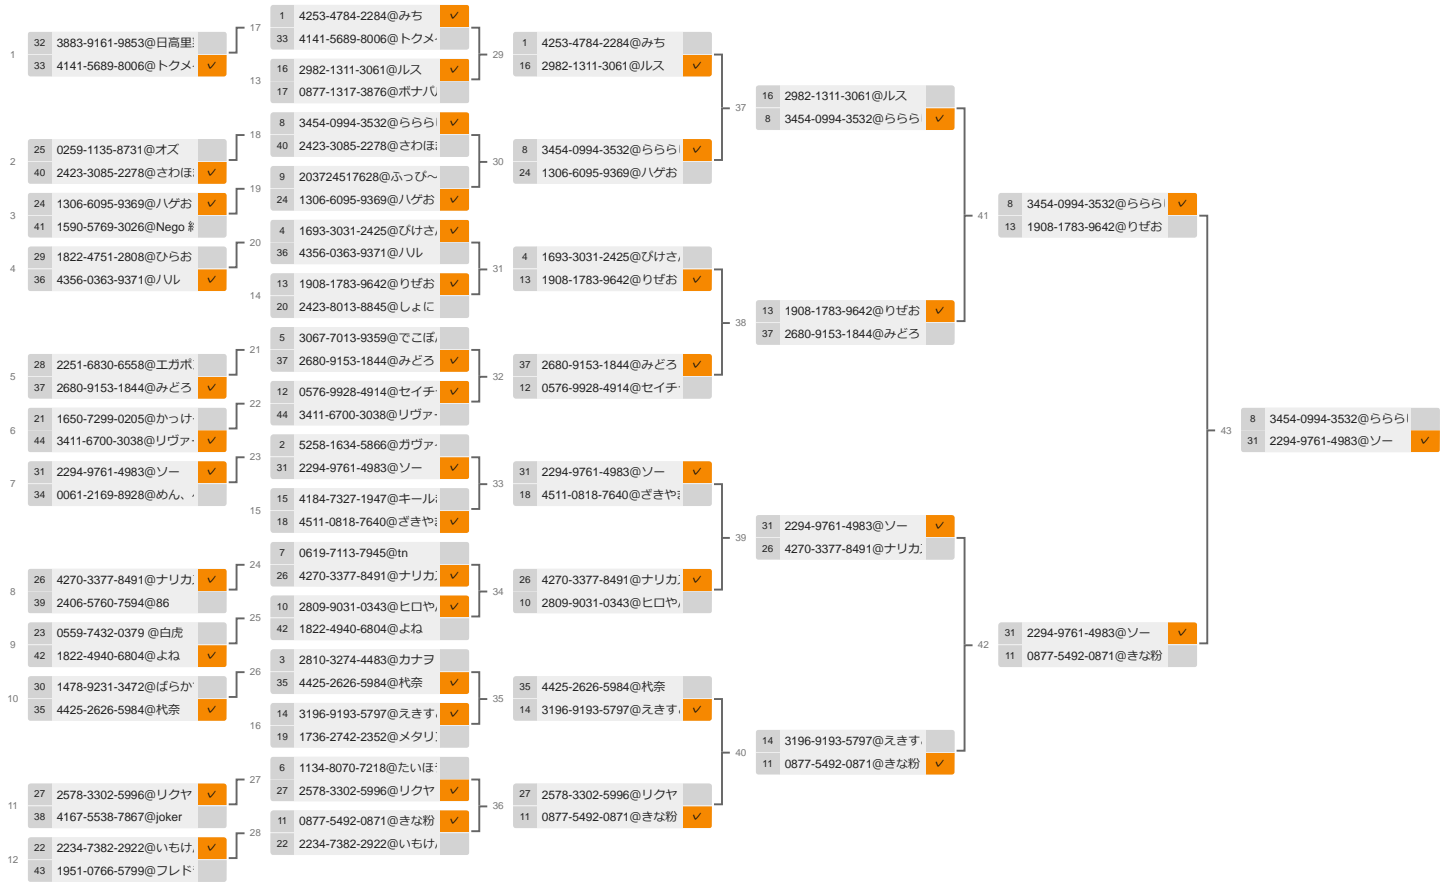 1
32 3883-9161-9853@日高里
33 4141-5689-8006@トクメ
2
25 0259-1135-8731@オズ
40 2423-3085-2278@さわほ
3
24 1306-6095-9369@ハゲお
41 1590-5769-3026@Nego
4
29 1822-4751-2808@ひらお
36 4356-0363-9371@ハル
5
28 2251-6830-6558@エガボ
37 2680-9153-1844@みどろ
6
21 1650-7299-0205@かっけ
44 3411-6700-3038@リヴァ
7
31 2294-9761-4983@ソー
34 0061-2169-8928@めん、
8
26 4270-3377-8491@ナリカ
39 2406-5760-7594@86
9
23 0559-7432-0379 @白虎
42 1822-4940-6804@よね
10
30 1478-9231-3472@ばらか
35 4425-2626-5984@杙奈
11
27 2578-3302-5996@リクヤ
38 4167-5538-7867@joker
12
22 2234-7382-2922@いもけ
43 1951-0766-5799@フレド
17
1 4253-4784-2284@みち
33 4141-5689-8006@トクメ
13
16 2982-1311-3061@ルス
17 0877-1317-3876@ボナパ
18
8 3454-0994-3532@ららら
40 2423-3085-2278@さわほ
19
9 203724517628@ふっぴ〜
24 1306-6095-9369@ハゲお
20
4 1693-3031-2425@ぴけさ
36 4356-0363-9371@ハル
14
13 1908-1783-9642@りぜお
20 2423-8013-8845@しょに
21
5 3067-7013-9359@でこぽ
37 2680-9153-1844@みどろ
22
12 0576-9928-4914@セイチ
44 3411-6700-3038@リヴァ
23
2 5258-1634-5866@ガヴァ
31 2294-9761-4983@ソー
15
15 4184-7327-1947@キール
18 4511-0818-7640@ざきや
24
7 0619-7113-7945@tn
26 4270-3377-8491@ナリカ
25
10 2809-9031-0343@ヒロや
42 1822-4940-6804@よね
26
3 2810-3274-4483@カナヲ
35 4425-2626-5984@杙奈
16
14 3196-9193-5797@えきす
19 1736-2742-2352@メタリ
27
6 1134-8070-7218@たいほ
27 2578-3302-5996@リクヤ
28
11 0877-5492-0871@きな粉
22 2234-7382-2922@いもけ
29
1 4253-4784-2284@みち
16 2982-1311-3061@ルス
30
8 3454-0994-3532@ららら
24 1306-6095-9369@ハゲお
31
4 1693-3031-2425@ぴけさ
13 1908-1783-9642@りぜお
32
37 2680-9153-1844@みどろ
12 0576-9928-4914@セイチ
33
31 2294-9761-4983@ソー
18 4511-0818-7640@ざきや
34
26 4270-3377-8491@ナリカ
10 2809-9031-0343@ヒロや
35
35 4425-2626-5984@杙奈
14 3196-9193-5797@えきす
36
27 2578-3302-5996@リクヤ
11 0877-5492-0871@きな粉
37
16 2982-1311-3061@ルス
8 3454-0994-3532@ららら
38
13 1908-1783-9642@りぜお
37 2680-9153-1844@みどろ
39
31 2294-9761-4983@ソー
26 4270-3377-8491@ナリカ
40
14 3196-9193-5797@えきす
11 0877-5492-0871@きな粉
41
8 3454-0994-3532@ららら
13 1908-1783-9642@りぜお
42
31 2294-9761-4983@ソー
11 0877-5492-0871@きな粉
43
8 3454-0994-3532@ららら
31 2294-9761-4983@ソー